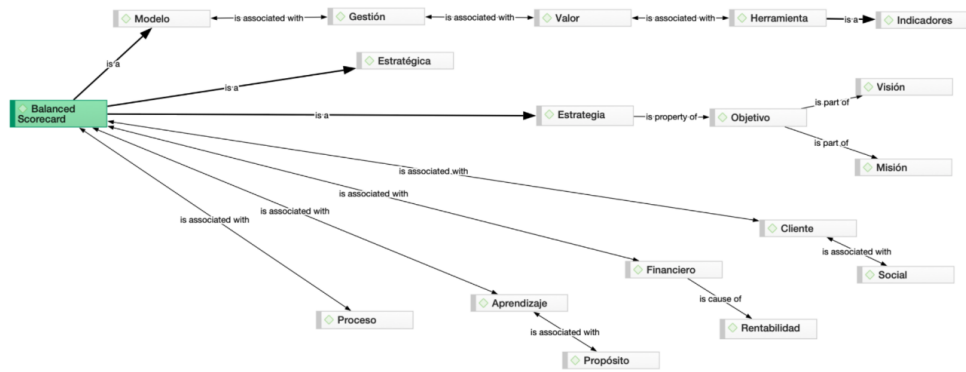 Modelo
is associated with
Gestión
is associated with
Valor
is associated with
Herramienta
is a
Indicadores
is a
Estratégica
is a
Balanced
Scorecard
is a
Estrategia
is property of
Objetivo
is part of
Visión
is part of
Misión
is associated with
Cliente
is associated with
Social
is associated with
Financiero
is cause of
Rentabilidad
is associated with
Aprendizaje
is associated with
Propósito
is associated with
Proceso